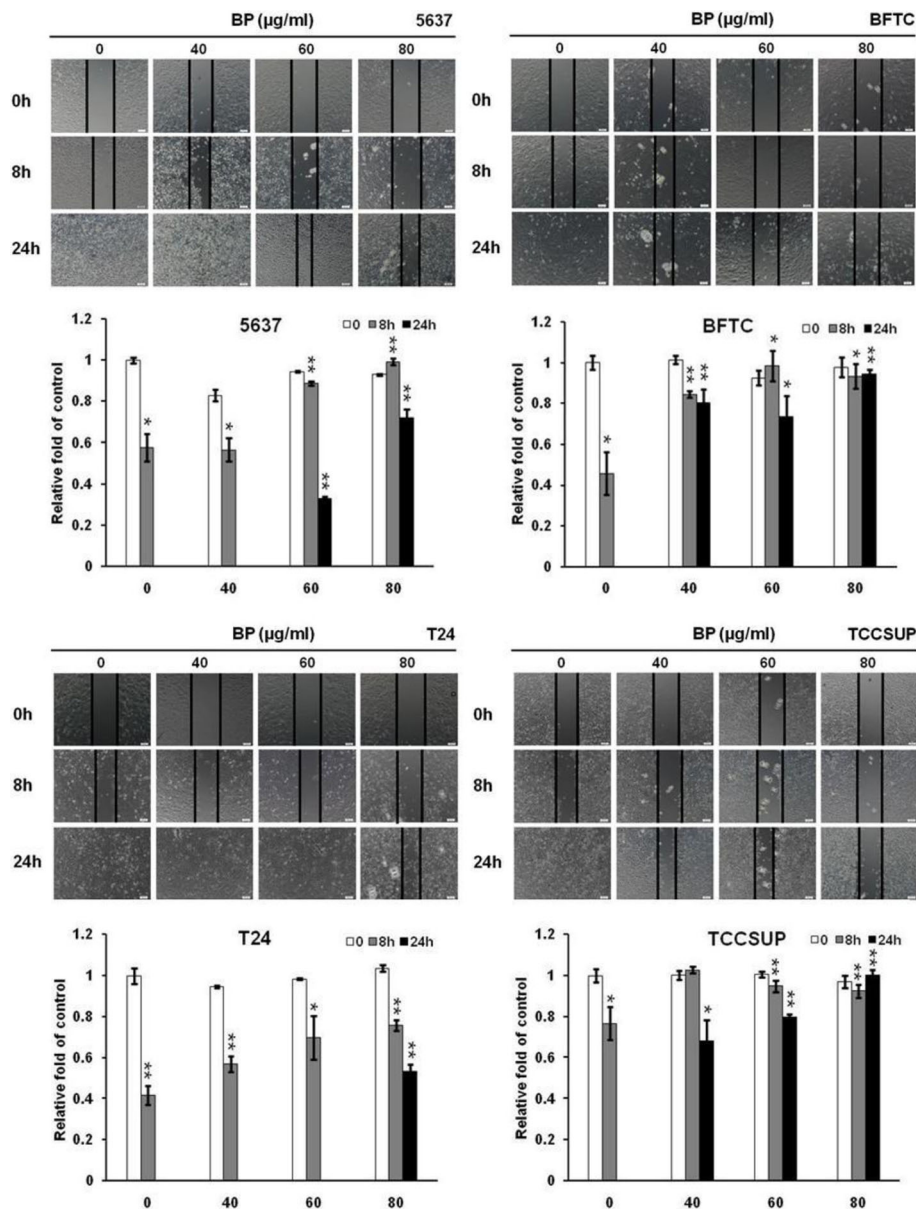 BP (µg/ml) 5637
0 40 60 80
0h
8h
24h
5637
0 8h 24h
Relative fold of control
1.2
1
0.8
0.6
0.4
0.2
0
* * ** ** ** **
0 40 60 80
BP (µg/ml) BFTC
0 40 60 80
0h
8h
24h
BFTC
0 8h 24h
Relative fold of control
1.2
1
0.8
0.6
0.4
0.2
0
* ** ** * * * **
0 40 60 80
BP (µg/ml) T24
0 40 60 80
0h
8h
24h
T24
0 8h 24h
Relative fold of control
1.2
1
0.8
0.6
0.4
0.2
0
** ** * ** **
0 40 60 80
BP (µg/ml) TCCSUP
0 40 60 80
0h
8h
24h
TCCSUP
0 8h 24h
Relative fold of control
1.2
1
0.8
0.6
0.4
0.2
0
* * ** ** ** **
0 40 60 80